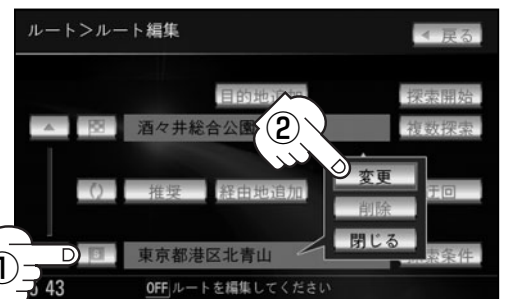 ルート＞ルート編集
戻る
目的地追加
探索開始
酒々井総合公園
複数探索
②
変更
推奨
経由地追加
迂回
削除
閉じる
東京都港区北青山
探索条件
①
43
OFF ルートを編集してください